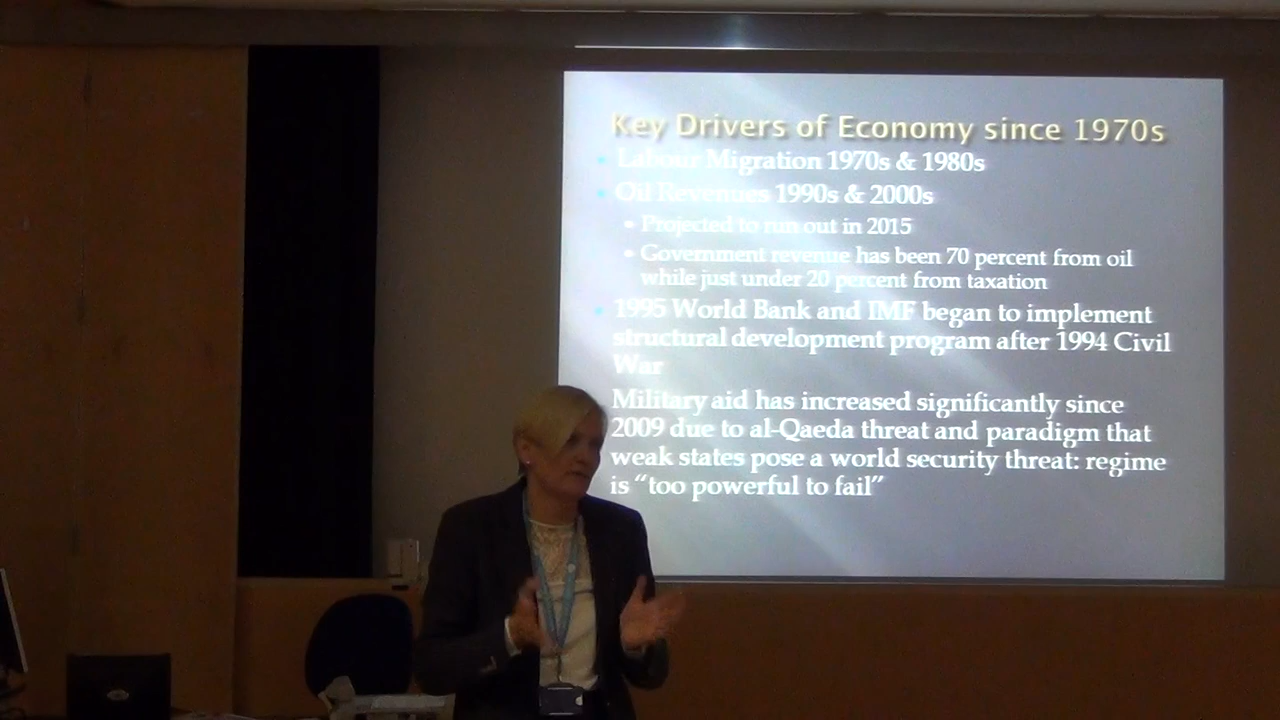 Key Drivers of Economy since 1970s
Labour Migration 1970s & 1980s
Oil Revenues 1990s & 2000s
Projected to run out in 2015
Government revenue has been 70 percent from oil
while just under 20 percent from taxation
1995 World Bank and IMF began to implement
structural development program after 1994 Civil
War
Military aid has increased significantly since
2009 due to al-Qaeda threat and paradigm that
weak states pose a world security threat: regime
is “too powerful to fail”